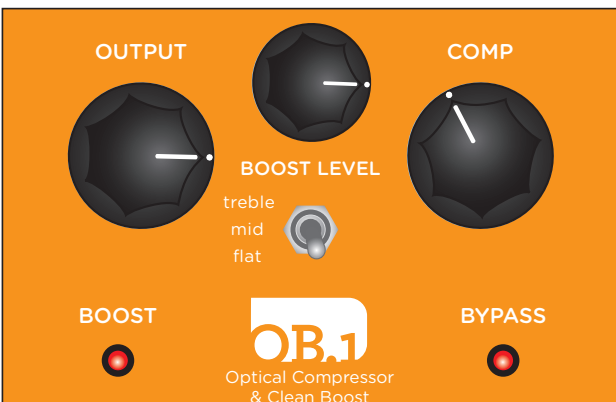 OUTPUT
COMP
BOOST LEVEL
treble
mid
flat
BOOST
BYPASS
OB.1
Optical Compressor
& Clean Boost